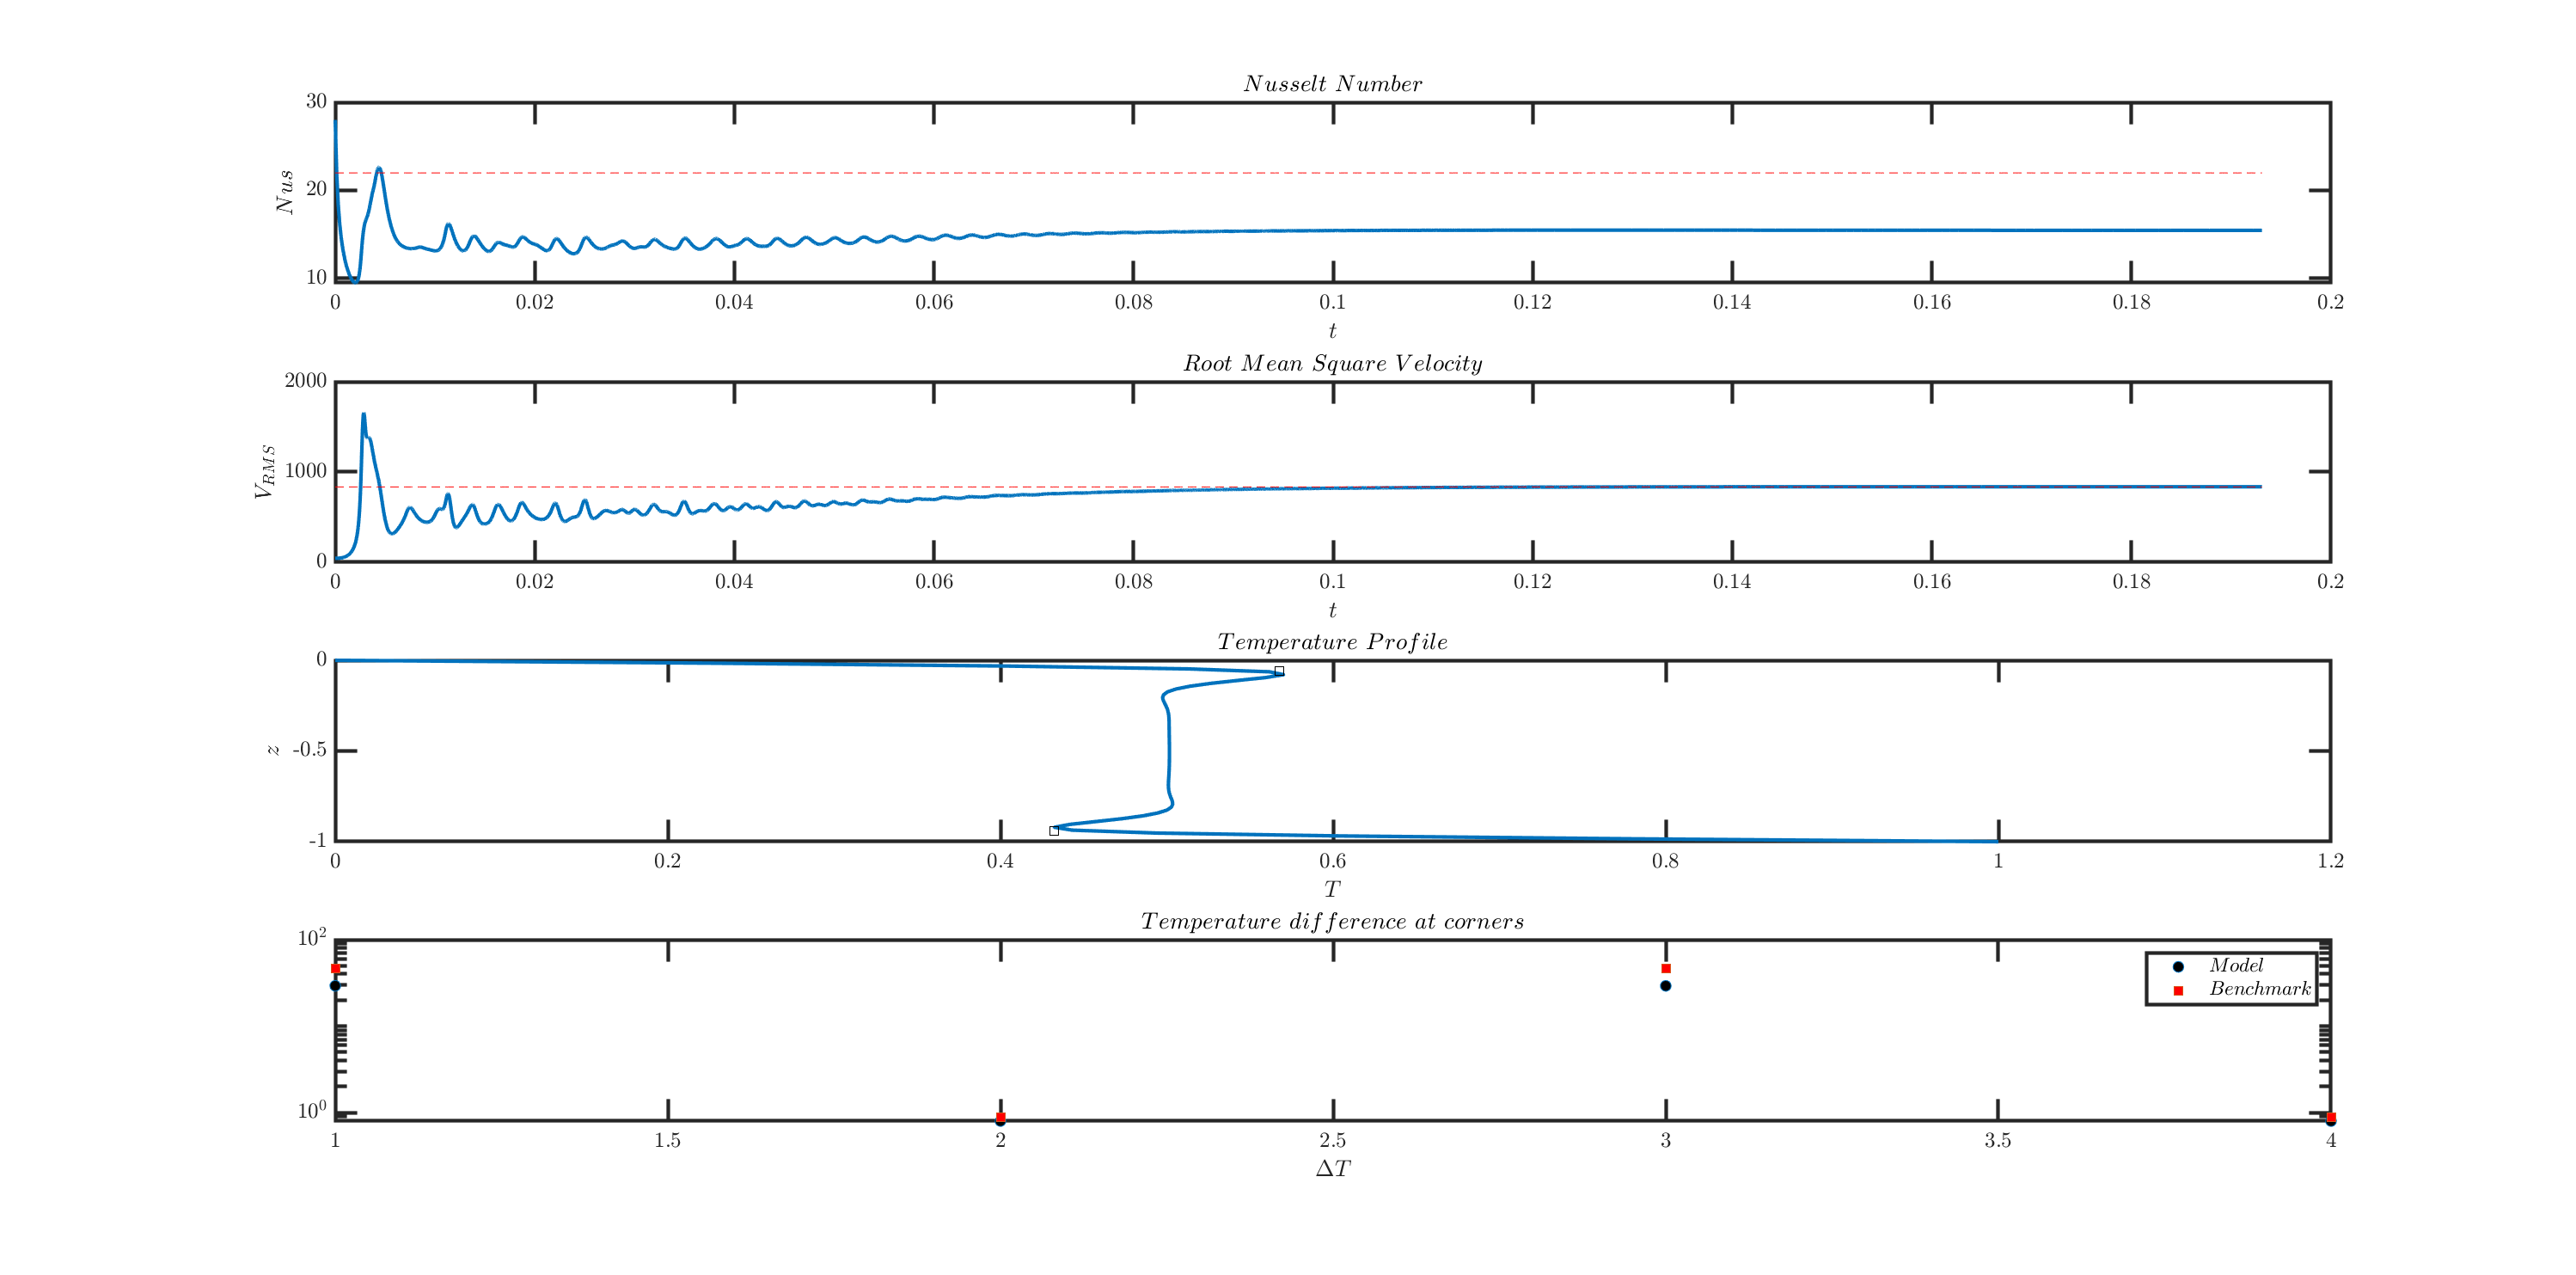 Nusselt Number
30
20
10
Nus
0 0.02 0.04 0.06 0.08 0.1 0.12 0.14 0.16 0.18 0.2
t
Root Mean Square Velocity
2000
1000
0
V_RMS
0 0.02 0.04 0.06 0.08 0.1 0.12 0.14 0.16 0.18 0.2
t
Temperature Profile
0
-0.5
-1
z
0 0.2 0.4 0.6 0.8 1 1.2
T
Temperature difference at corners
10^2
10^0
Model
Benchmark
1 1.5 2 2.5 3 3.5 4
ΔT